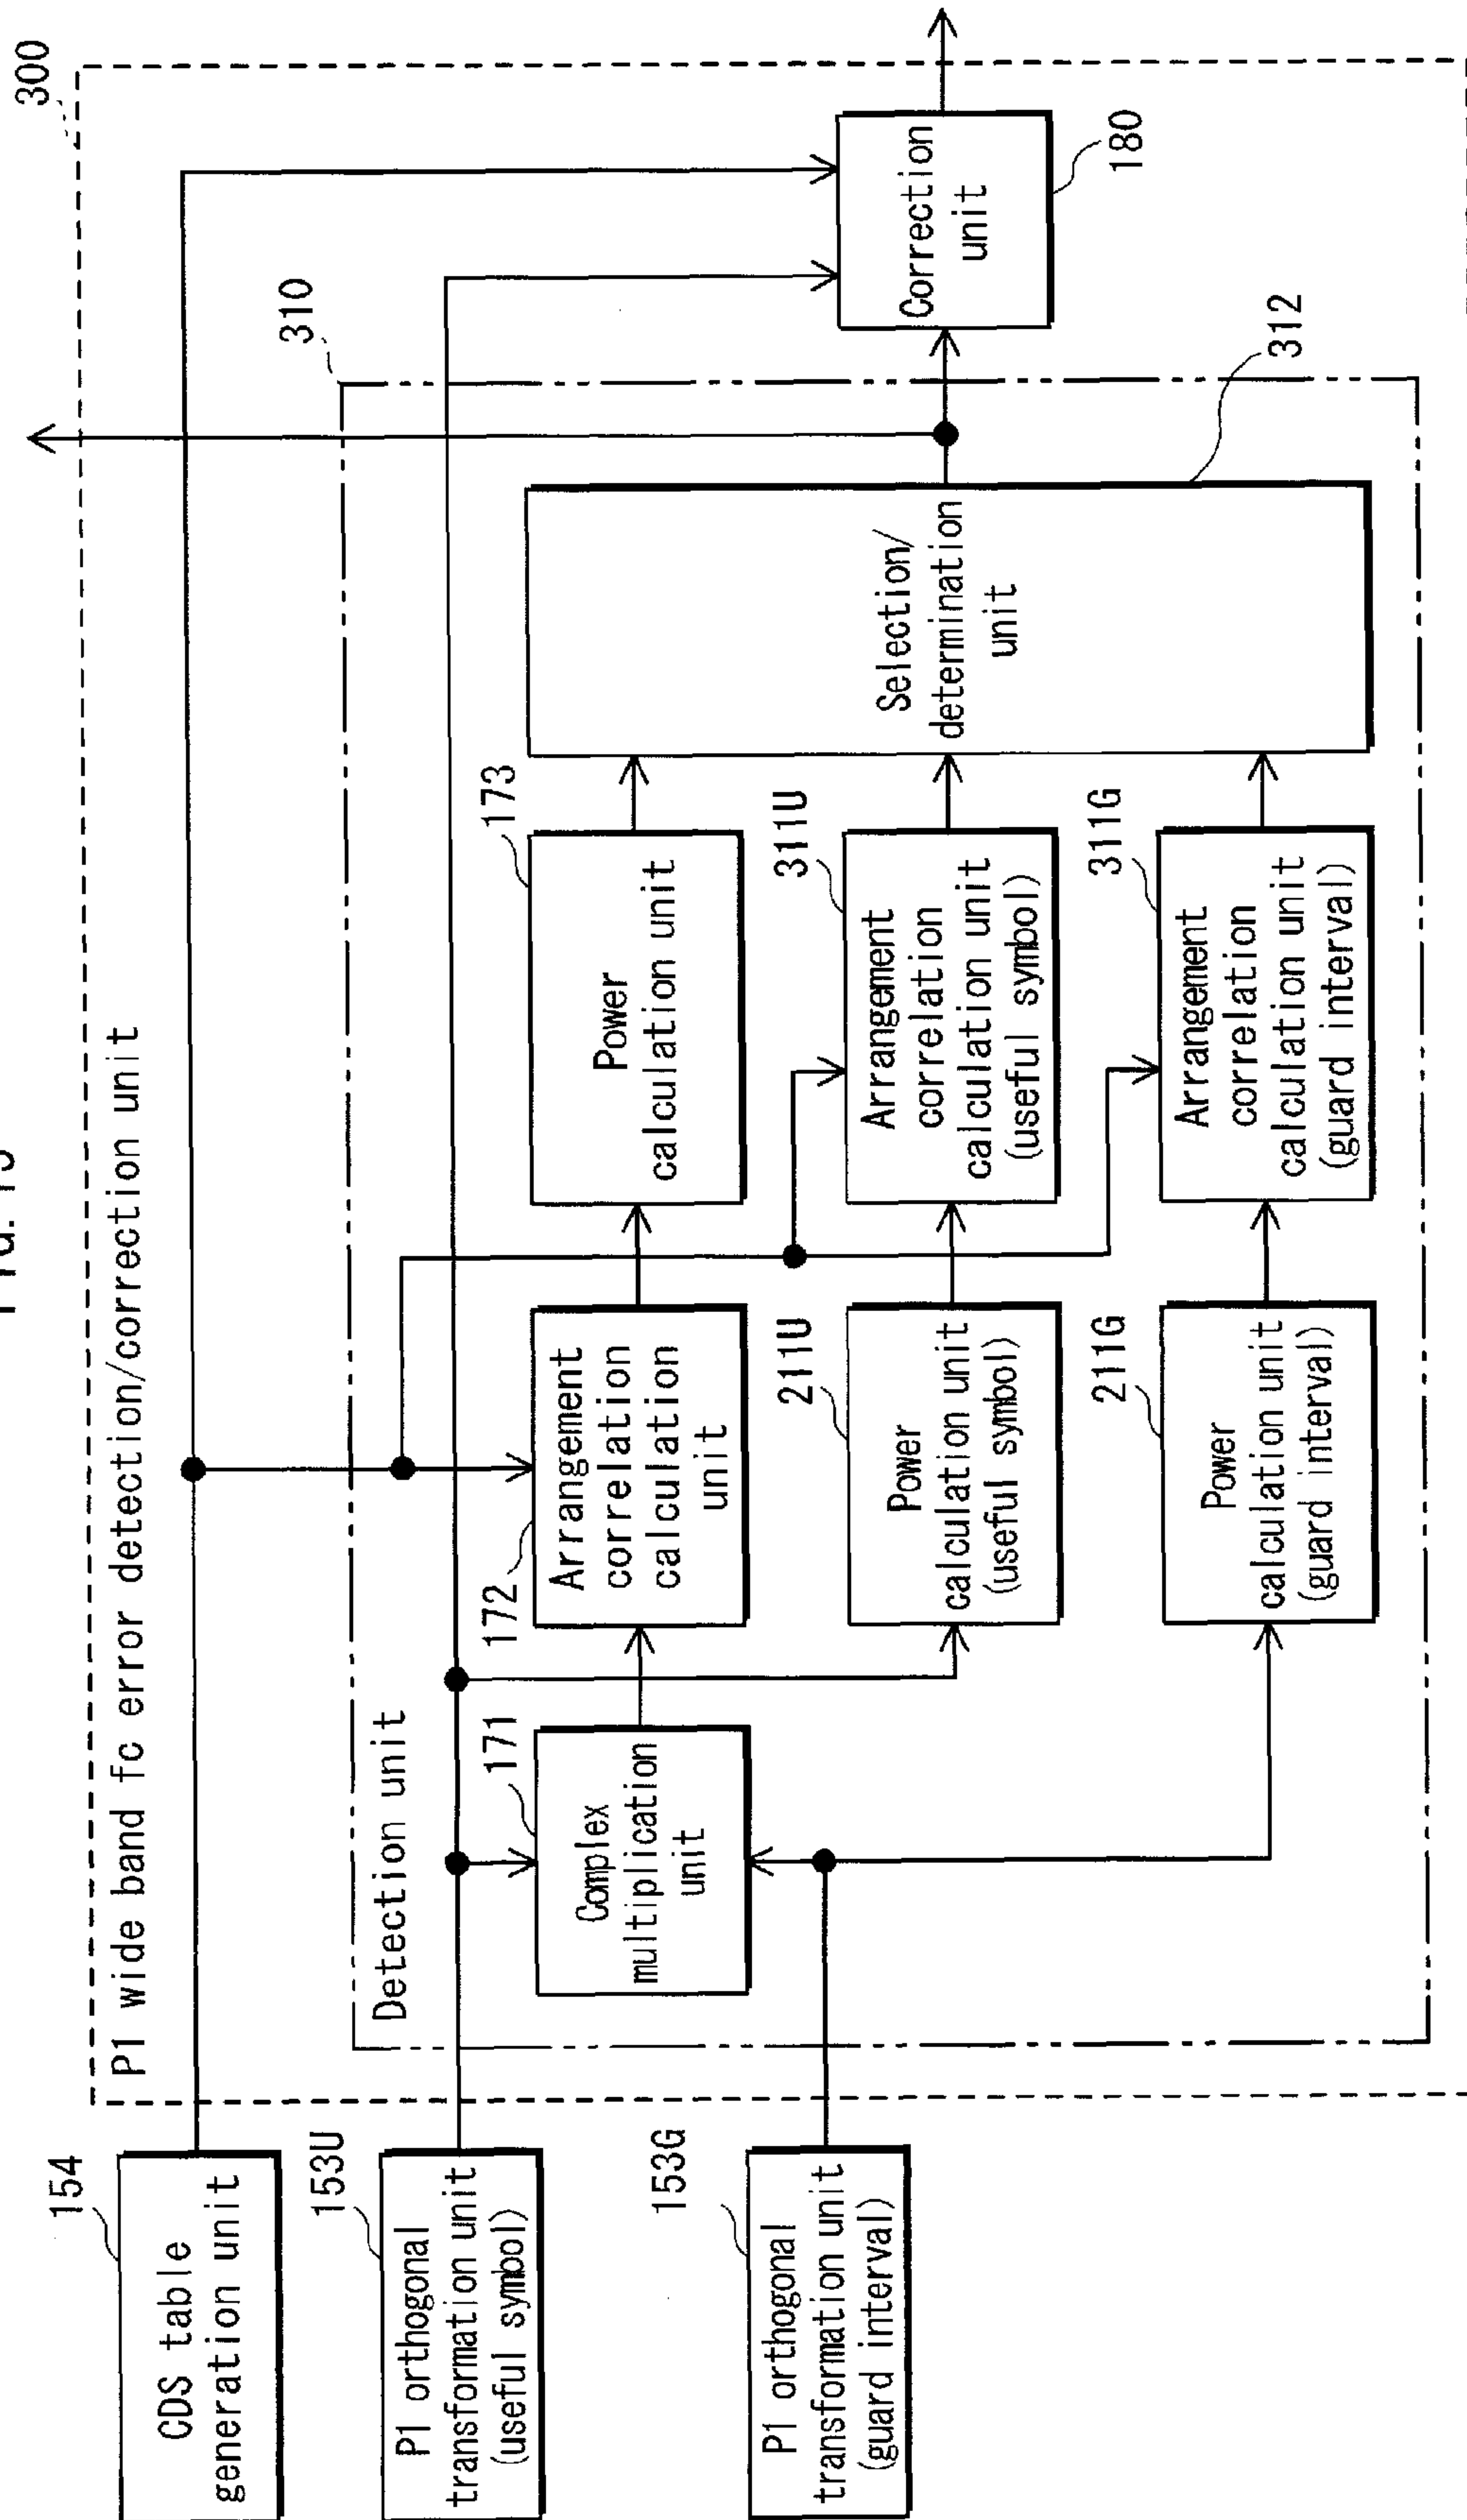 300
P1 wide band fc error detection/correction unit
154
CDS table
generation unit
153U
P1 orthogonal
transformation unit
(useful symbol)
153G
P1 orthogonal
transformation unit
(guard interval)
310
Detection unit
171
Complex
multiplication
unit
172
Arrangement
correlation
calculation
unit
173
Power
calculation unit
211U
Power
calculation unit
(useful symbol)
311U
Arrangement
correlation
calculation unit
(useful symbol)
211G
Power
calculation unit
(guard interval)
311G
Arrangement
correlation
calculation unit
(guard interval)
Selection/
determination
unit
312
Correction
unit
180